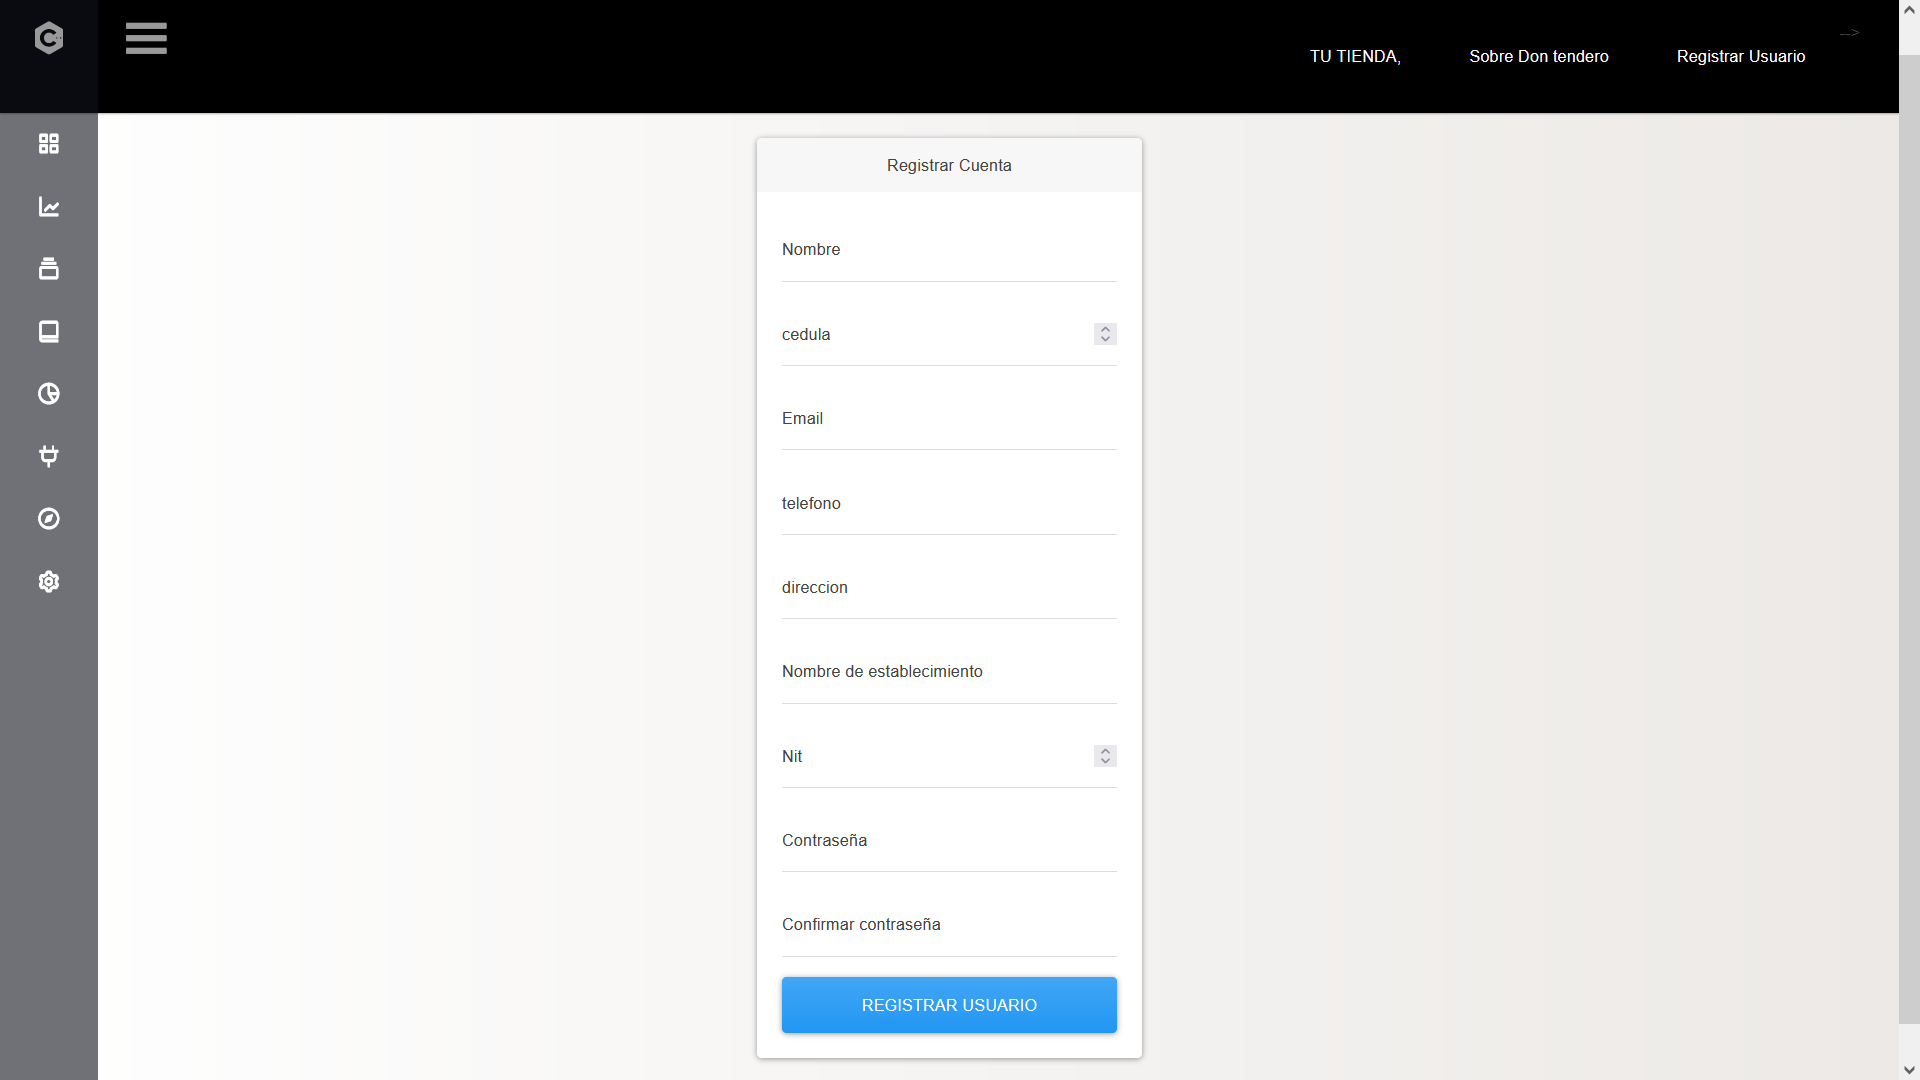 C
-->
TU TIENDA,
Sobre Don tendero
Registrar Usuario
Registrar Cuenta
Nombre
cedula
Email
telefono
direccion
Nombre de establecimiento
Nit
Contraseña
Confirmar contraseña
REGISTRAR USUARIO